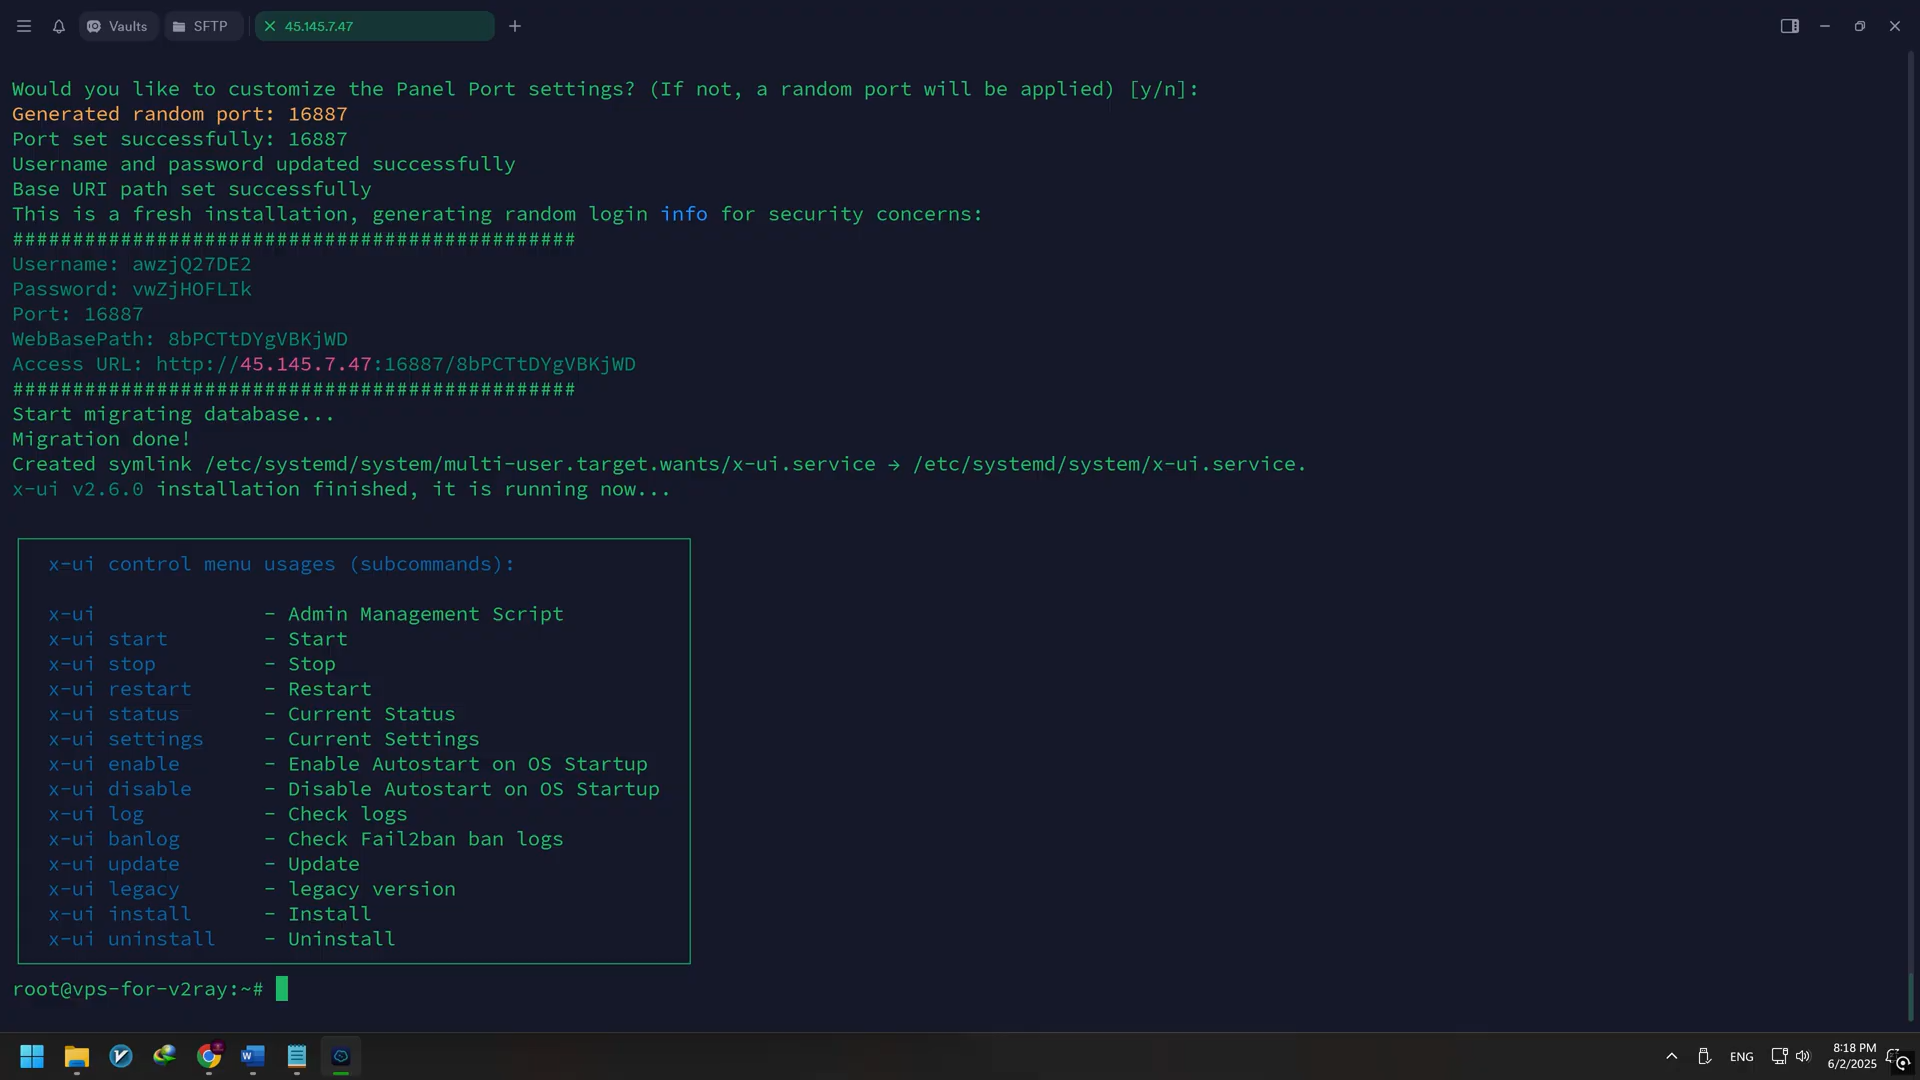 Vaults
SFTP
45.145.7.47
Would you like to customize the Panel Port settings? (If not, a random port will be applied) [y/n]:
Generated random port: 16887
Port set successfully: 16887
Username and password updated successfully
Base URI path set successfully
This is a fresh installation, generating random login info for security concerns:
###############################################
Username: awzjQ27DE2
Password: vwZjHOFLIk
Port: 16887
WebBasePath: 8bPCTtDYgVBKjWD
Access URL: http://45.145.7.47:16887/8bPCTtDYgVBKjWD
###############################################
Start migrating database...
Migration done!
Created symlink /etc/systemd/system/multi-user.target.wants/x-ui.service → /etc/systemd/system/x-ui.service.
x-ui v2.6.0 installation finished, it is running now...
x-ui control menu usages (subcommands):
x-ui - Admin Management Script
x-ui start - Start
x-ui stop - Stop
x-ui restart - Restart
x-ui status - Current Status
x-ui settings - Current Settings
x-ui enable - Enable Autostart on OS Startup
x-ui disable - Disable Autostart on OS Startup
x-ui log - Check logs
x-ui banlog - Check Fail2ban ban logs
x-ui update - Update
x-ui legacy - legacy version
x-ui install - Install
x-ui uninstall - Uninstall
root@vps-for-v2ray:~#
ENG
8:18 PM
6/2/2025